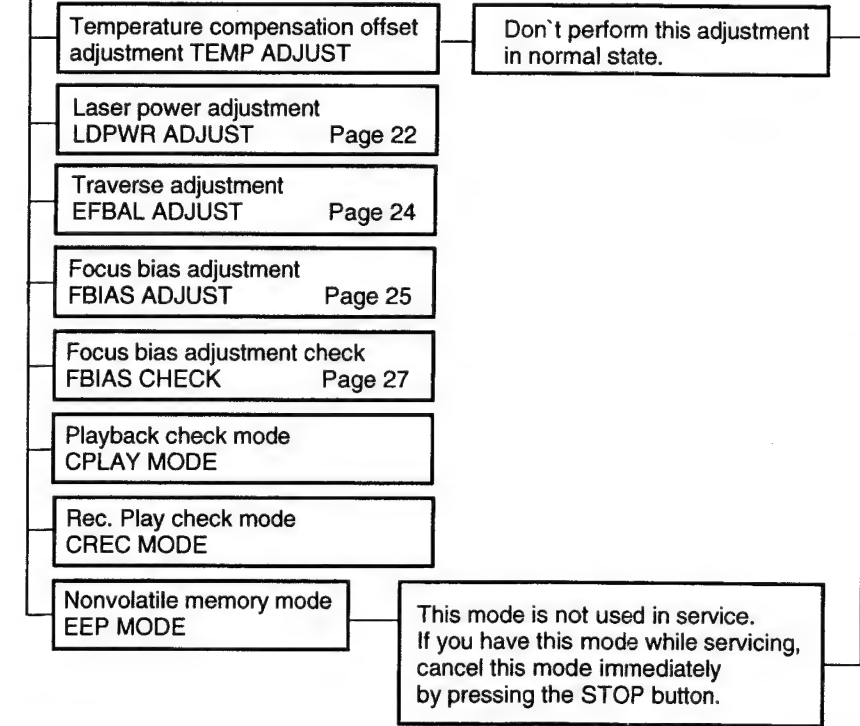 Temperature compensation offset
adjustment TEMP ADJUST
Don`t perform this adjustment
in normal state.
Laser power adjustment
LDPWR ADJUST Page 22
Traverse adjustment
EFBAL ADJUST Page 24
Focus bias adjustment
FBIAS ADJUST Page 25
Focus bias adjustment check
FBIAS CHECK Page 27
Playback check mode
CPLAY MODE
Rec. Play check mode
CREC MODE
Nonvolatile memory mode
EEP MODE
This mode is not used in service.
If you have this mode while servicing,
cancel this mode immediately
by pressing the STOP button.